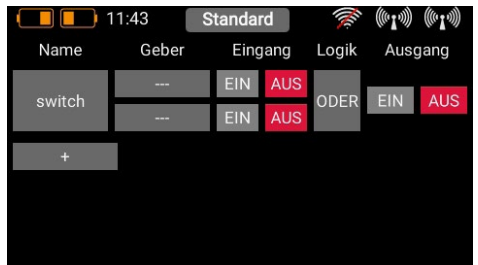 11:43 Standard
Name Geber Eingang Logik Ausgang
switch --- EIN AUS ODER EIN AUS
--- EIN AUS
+